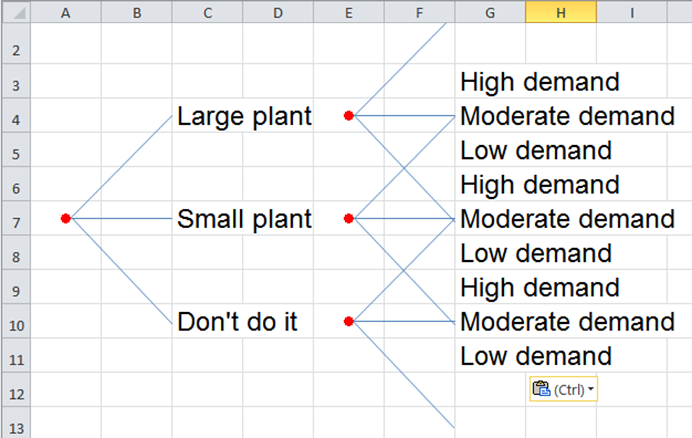 A B C D E F G H I
2
3 High demand
4 Large plant Moderate demand
5 Low demand
6 High demand
7 Small plant Moderate demand
8 Low demand
9 High demand
10 Don't do it Moderate demand
11 Low demand
12 (Ctrl)
13